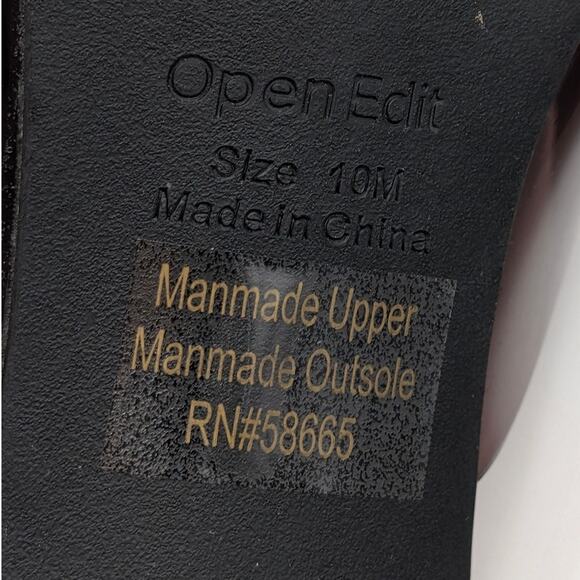 Open Edit
Size 10M
Made in China
Manmade Upper
Manmade Outsole
RN#58665